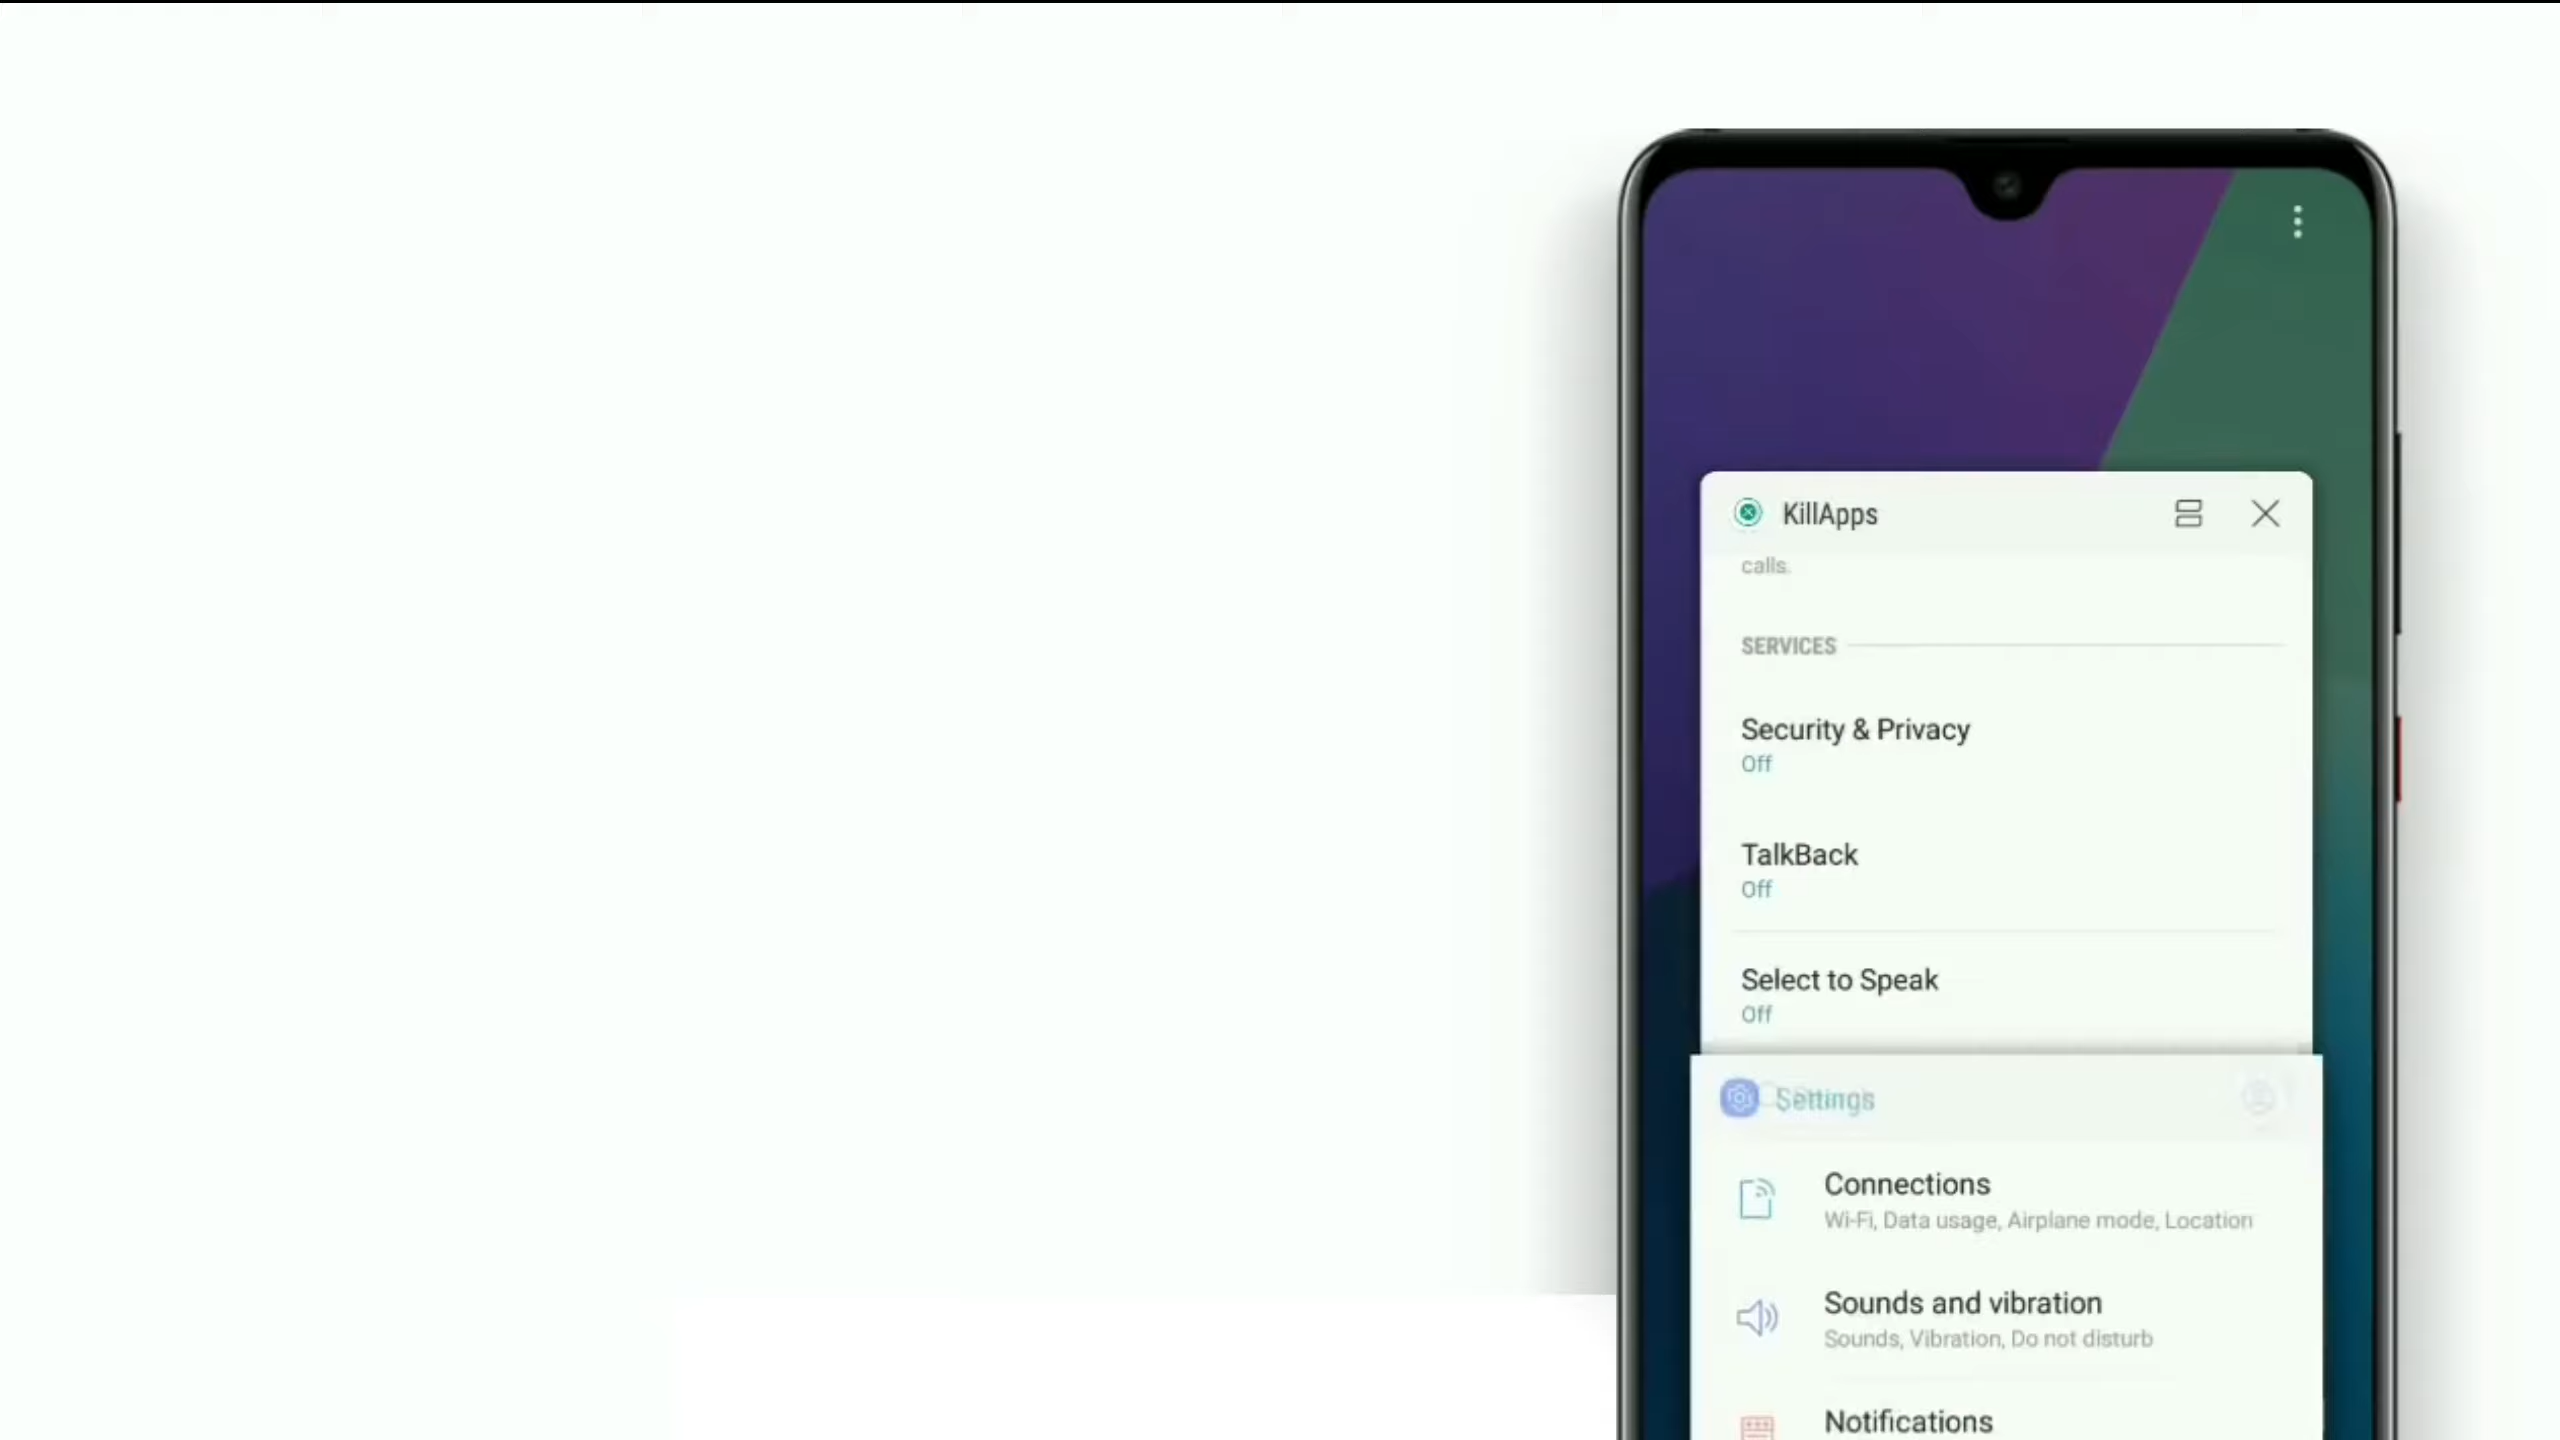 KillApps
calls.
SERVICES
Security & Privacy
Off
TalkBack
Off
Select to Speak
Off
Settings
Connections
Wi-Fi, Data usage, Airplane mode, Location
Sounds and vibration
Sounds, Vibration, Do not disturb
Notifications